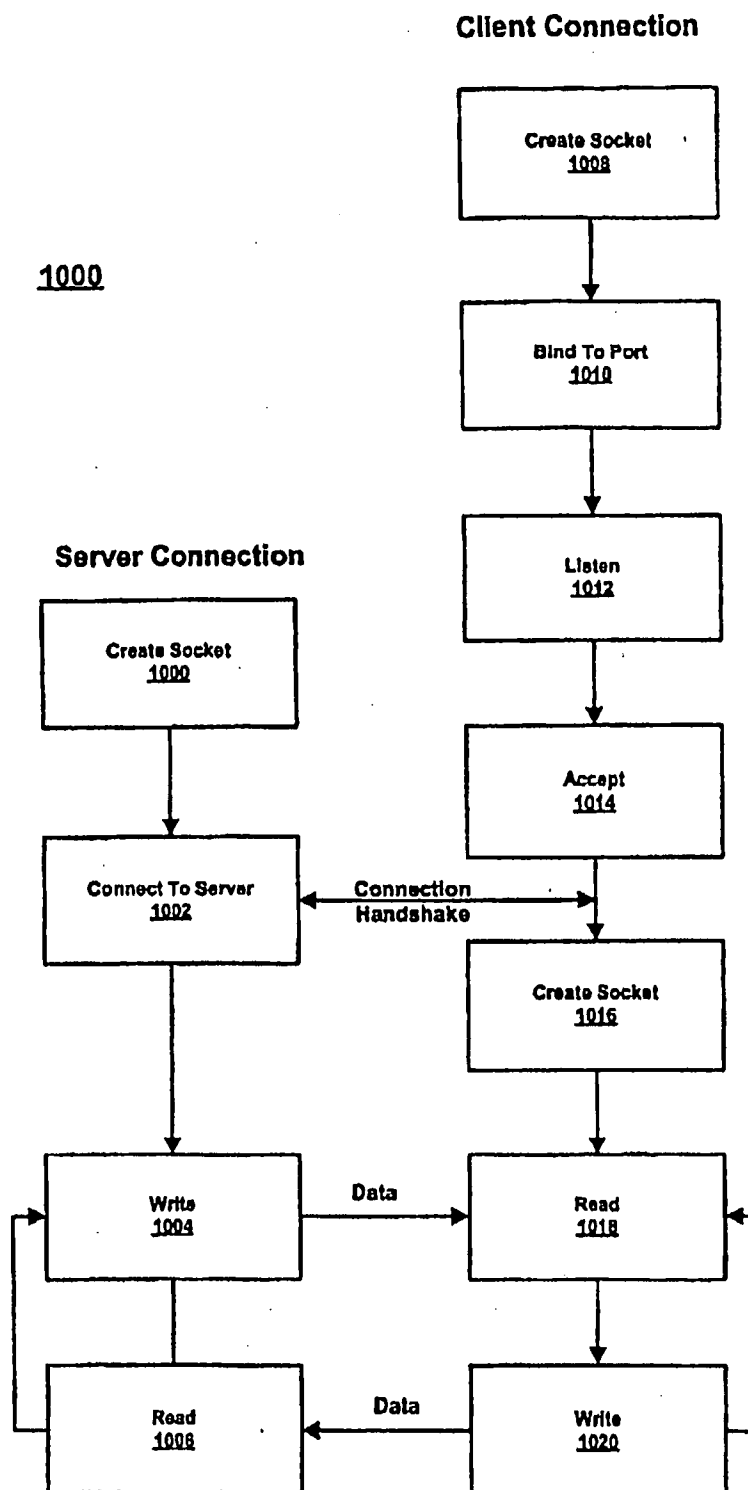 Client Connection
Create Socket
1008
1000
Bind To Port
1010
Server Connection
Listen
1012
Create Socket
1000
Accept
1014
Connect To Server
1002
Connection
Handshake
Create Socket
1016
Write
1004
Data
Read
1018
Read
1006
Data
Write
1020